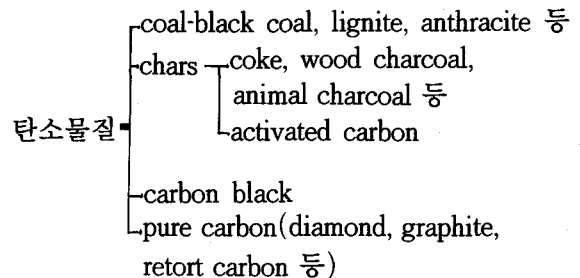 coal-black coal, lignite, anthracite 등
chars
coke, wood charcoal,
animal charcoal 등
탄소물질
activated carbon
carbon black
pure carbon(diamond, graphite,
retort carbon 등)